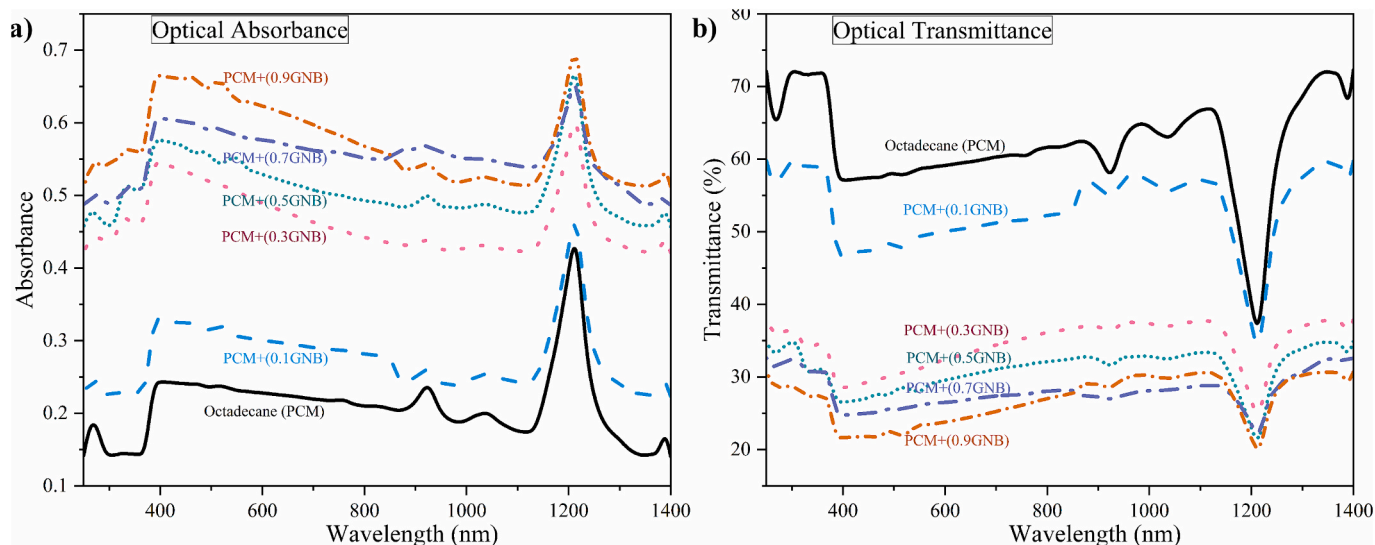 a)
Optical Absorbance
0.7
0.6
0.5
0.4
0.3
0.2
0.1
Absorbance
PCM+(0.9GNB)
PCM+(0.7GNB)
PCM+(0.5GNB)
PCM+(0.3GNB)
PCM+(0.1GNB)
Octadecane (PCM)
400 600 800 1000 1200 1400
Wavelength (nm)
b)
Optical Transmittance
80
70
60
50
40
30
20
Transmittance (%)
Octadecane (PCM)
PCM+(0.1GNB)
PCM+(0.3GNB)
PCM+(0.5GNB)
PCM+(0.7GNB)
PCM+(0.9GNB)
400 600 800 1000 1200 1400
Wavelength (nm)